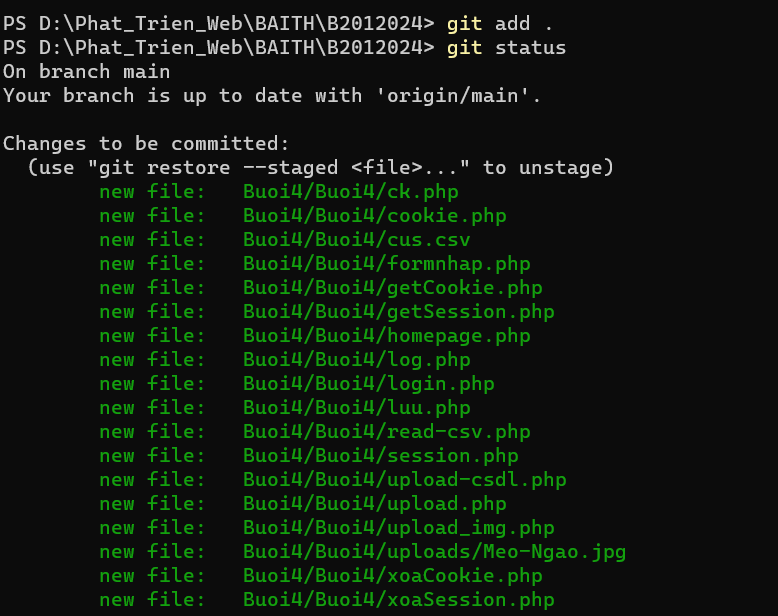 PS D:\Phat_Trien_Web\BAITH\B2012024> git add .
PS D:\Phat_Trien_Web\BAITH\B2012024> git status
On branch main
Your branch is up to date with 'origin/main'.
Changes to be committed:
  (use "git restore --staged <file>..." to unstage)
        new file:   Buoi4/Buoi4/ck.php
        new file:   Buoi4/Buoi4/cookie.php
        new file:   Buoi4/Buoi4/cus.csv
        new file:   Buoi4/Buoi4/formnhap.php
        new file:   Buoi4/Buoi4/getCookie.php
        new file:   Buoi4/Buoi4/getSession.php
        new file:   Buoi4/Buoi4/homepage.php
        new file:   Buoi4/Buoi4/log.php
        new file:   Buoi4/Buoi4/login.php
        new file:   Buoi4/Buoi4/luu.php
        new file:   Buoi4/Buoi4/read-csv.php
        new file:   Buoi4/Buoi4/session.php
        new file:   Buoi4/Buoi4/upload-csdl.php
        new file:   Buoi4/Buoi4/upload.php
        new file:   Buoi4/Buoi4/upload_img.php
        new file:   Buoi4/Buoi4/uploads/Meo-Ngao.jpg
        new file:   Buoi4/Buoi4/xoaCookie.php
        new file:   Buoi4/Buoi4/xoaSession.php